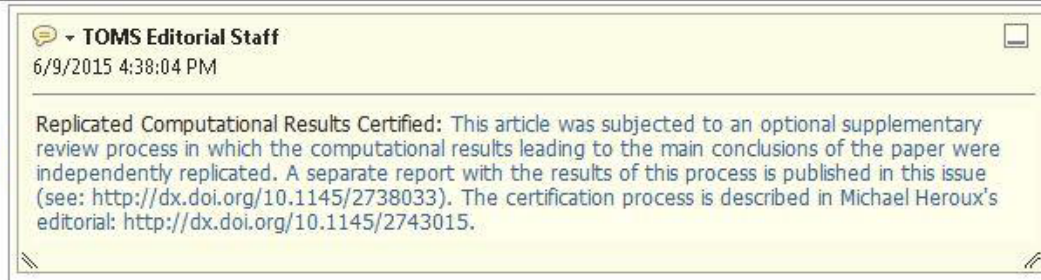 TOMS Editorial Staff
6/9/2015 4:38:04 PM
Replicated Computational Results Certified: This article was subjected to an optional supplementary
review process in which the computational results leading to the main conclusions of the paper were
independently replicated. A separate report with the results of this process is published in this issue
(see: http://dx.doi.org/10.1145/2738033). The certification process is described in Michael Heroux's
editorial: http://dx.doi.org/10.1145/2743015.